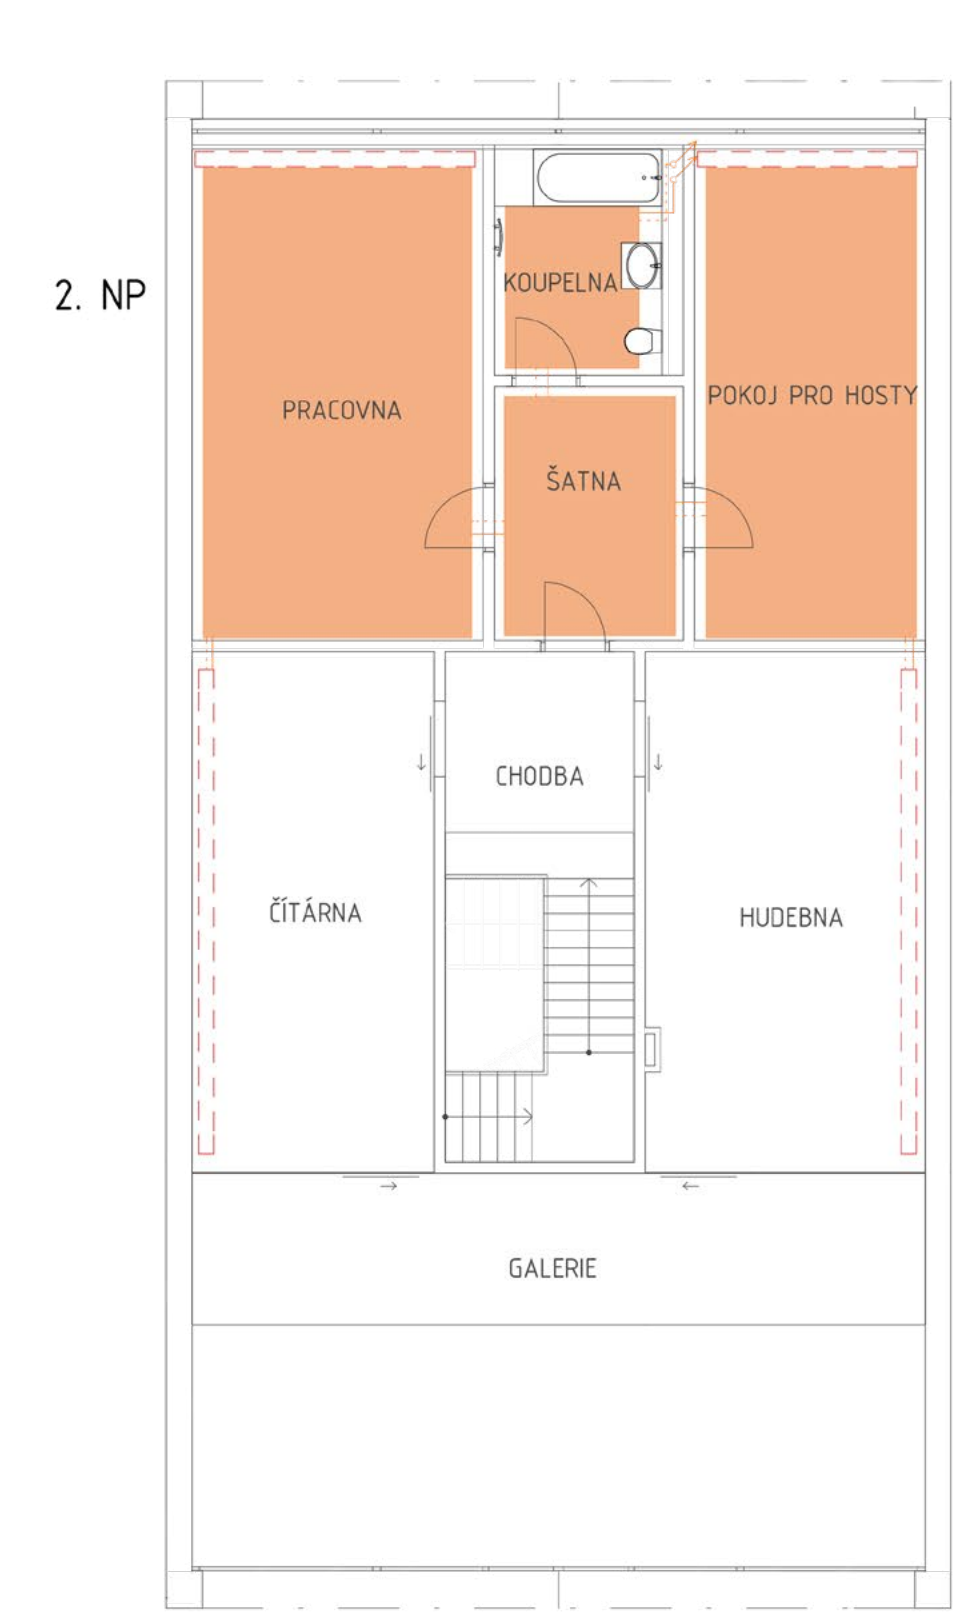 2. NP
KOUPELNA
POKOJ PRO HOSTY
PRACOVNA
ŠATNA
CHODBA
ČÍTÁRNA
HUDEBNA
GALERIE